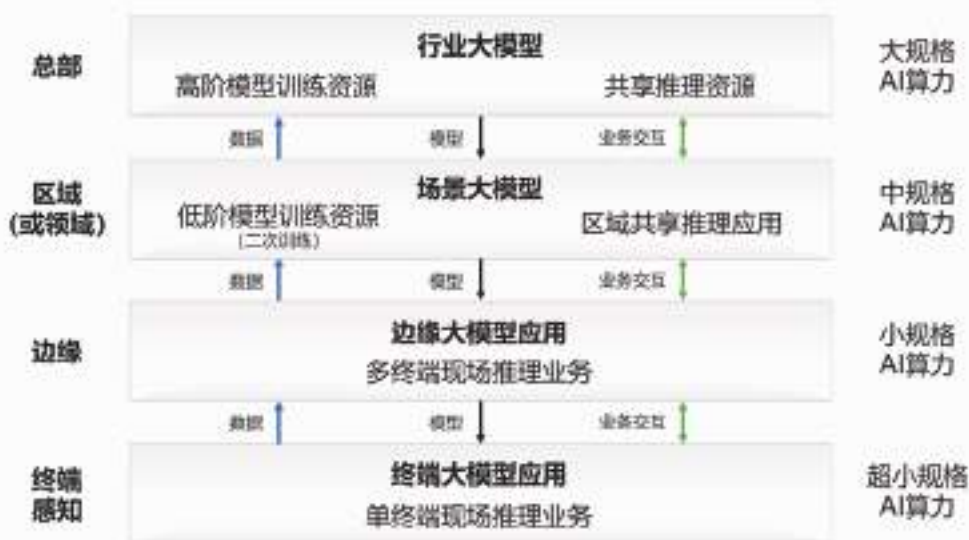 总部
行业大模型
高阶模型训练资源
共享推理资源
大规格
AI算力
数据
模型
业务交互
区域
(或领域)
场景大模型
低阶模型训练资源
(二次训练)
区域共享推理应用
中规格
AI算力
数据
模型
业务交互
边缘
边缘大模型应用
多终端现场推理业务
小规格
AI算力
数据
模型
业务交互
终端
感知
终端大模型应用
单终端现场推理业务
超小规格
AI算力